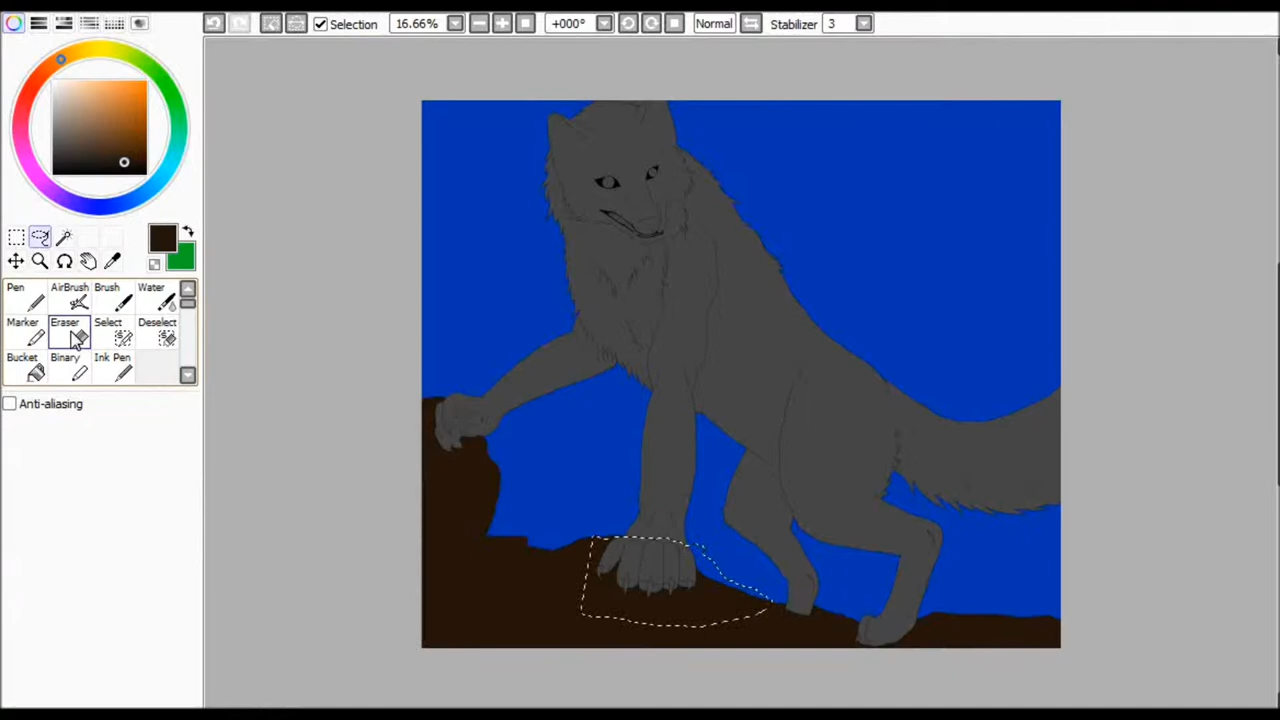 Selection 16.66% +000° Normal Stabilizer 3
Pen AirBrush Brush Water
Marker Eraser Select Deselect
Bucket Binary Ink Pen
Anti-aliasing